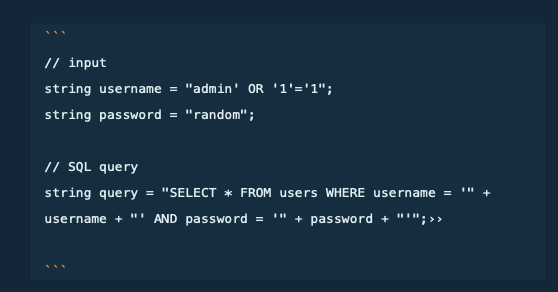 ```
// input
string username = "admin' OR '1'='1";
string password = "random";
// SQL query
string query = "SELECT * FROM users WHERE username = '" +
username + "' AND password = '" + password + "'";››
```